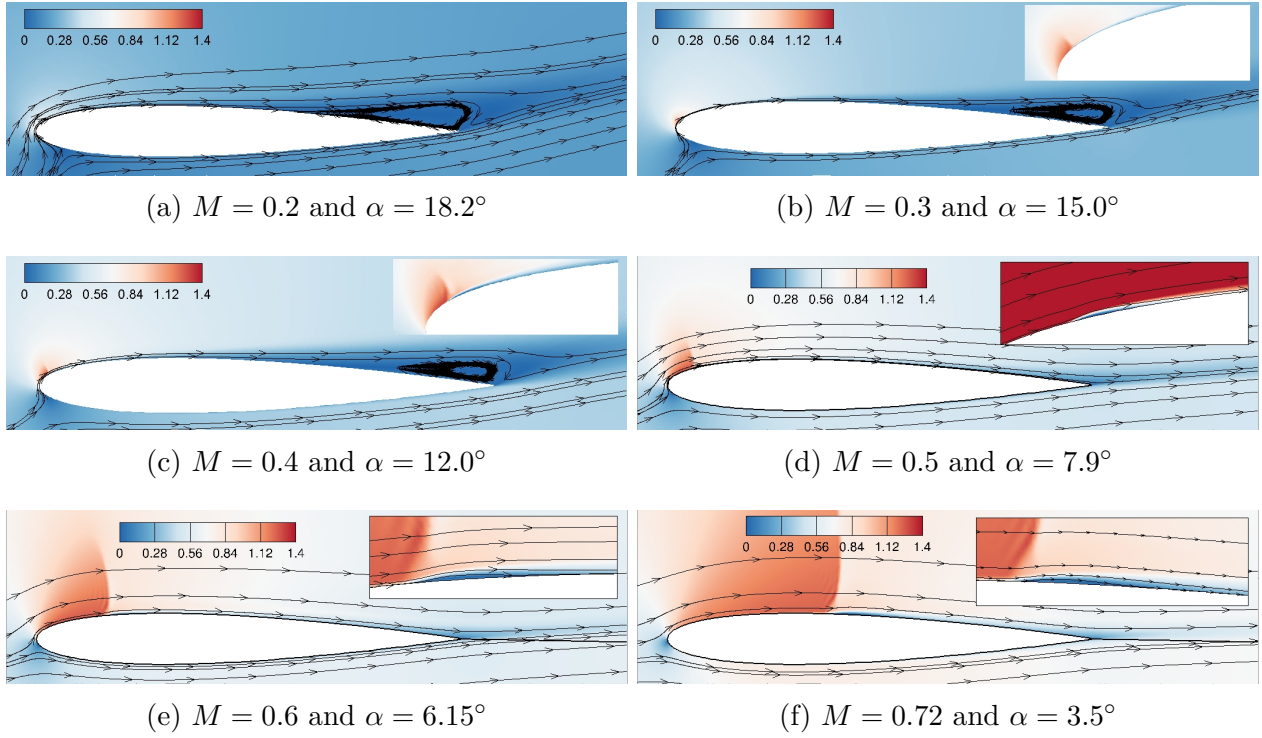 0 0.28 0.56 0.84 1.12 1.4
0 0.28 0.56 0.84 1.12 1.4
(a) M = 0.2 and α = 18.2°
(b) M = 0.3 and α = 15.0°
0 0.28 0.56 0.84 1.12 1.4
0 0.28 0.56 0.84 1.12 1.4
(c) M = 0.4 and α = 12.0°
(d) M = 0.5 and α = 7.9°
0 0.28 0.56 0.84 1.12 1.4
0 0.28 0.56 0.84 1.12 1.4
(e) M = 0.6 and α = 6.15°
(f) M = 0.72 and α = 3.5°